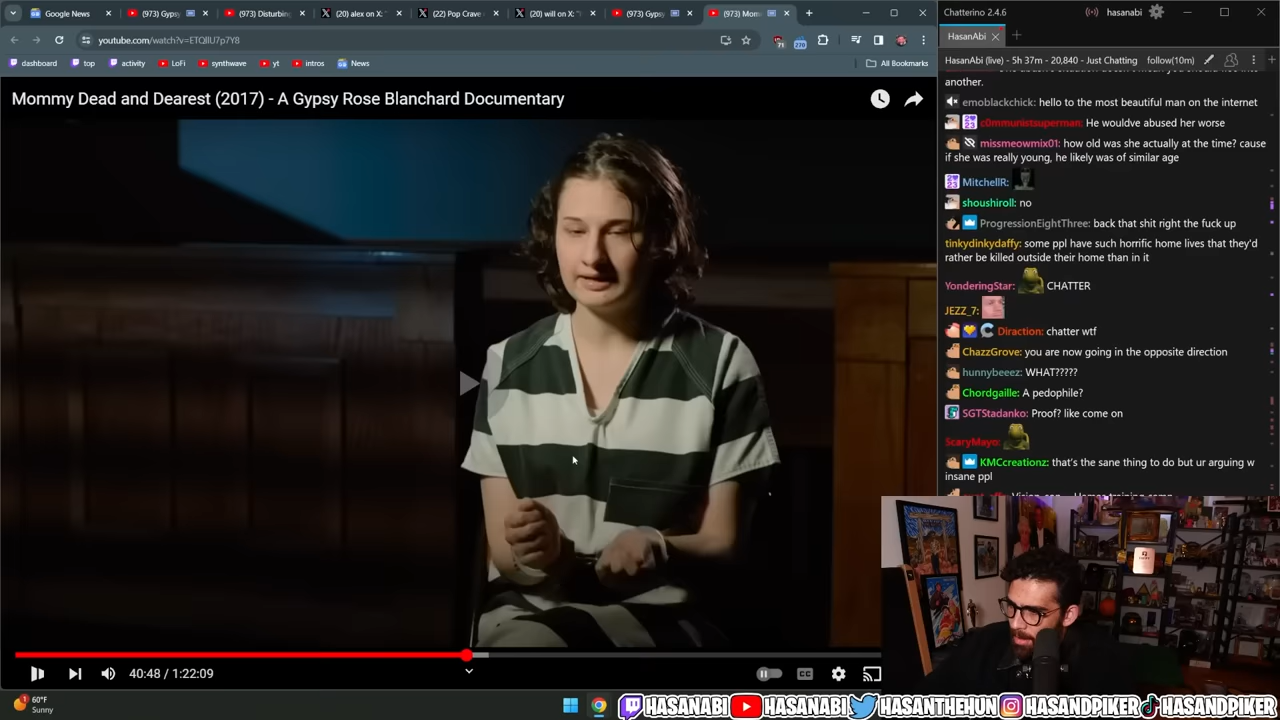 Google News
(973) Gypsy
(973) Disturbin
(20) alex on X: "
(22) Pop Crave
(20) will on X: "Y
(973) Gypsy
(973) Mom
youtube.com/watch?v=ETQllU7p7Y8
71
270
dashboard
top
activity
LoFi
synthwave
yt
intros
News
All Bookmarks
Mommy Dead and Dearest (2017) - A Gypsy Rose Blanchard Documentary
40:48 / 1:22:09
CC
60°F
Sunny
Chatterino 2.4.6
hasanabi
HasanAbi
HasanAbi (live) - 5h 37m - 20,840 - Just Chatting
follow(10m)
another.
emoblackchick: hello to the most beautiful man on the internet
c0mmunistsuperman: He wouldve abused her worse
missmeowmix01: how old was she actually at the time? cause
if she was really young, he likely was of similar age
MitchellR:
shoushiroll: no
ProgressionEightThree: back that shit right the fuck up
tinkydinkydaffy: some ppl have such horrific home lives that they'd
rather be killed outside their home than in it
YonderingStar: CHATTER
JEZZ_7:
Diraction: chatter wtf
ChazzGrove: you are now going in the opposite direction
hunnybeeez: WHAT?????
Chordgaille: A pedophile?
SGTStadanko: Proof? like come on
ScaryMayo:
KMCreationz: that's the sane thing to do but ur arguing w
insane ppl
HASANABI
HASANABI
HASANTHEHUN
HASANDPIKER
HASANDPIKER